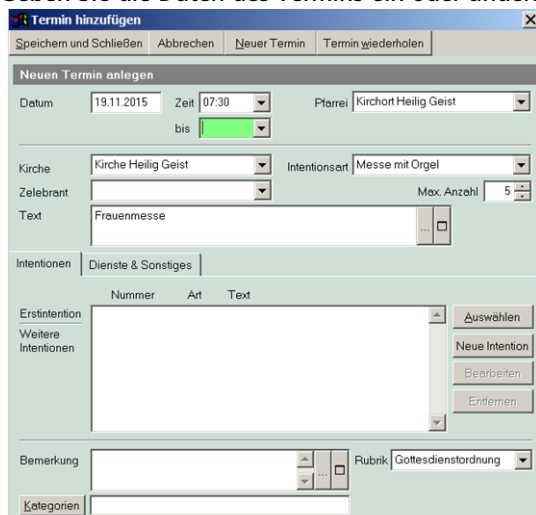 Geben Sie die Daten des Termins ein oder ändern
Termin hinzufügen
Speichern und Schließen Abbrechen Neuer Termin Termin wiederholen
Neuen Termin anlegen
Datum 19.11.2015 Zeit 07:30 Pfarrei Kirchort Heilig Geist
bis
Kirche Kirche Heilig Geist Intentionsart Messe mit Orgel
Zelebrant Max. Anzahl 5
Text Frauenmesse
...
Intentionen Dienste & Sonstiges
Nummer Art Text
Erstintention Auswählen
Weitere Intentionen Neue Intention
Bearbeiten
Entfernen
Bemerkung ... Rubrik Gottesdienstordnung
Kategorien